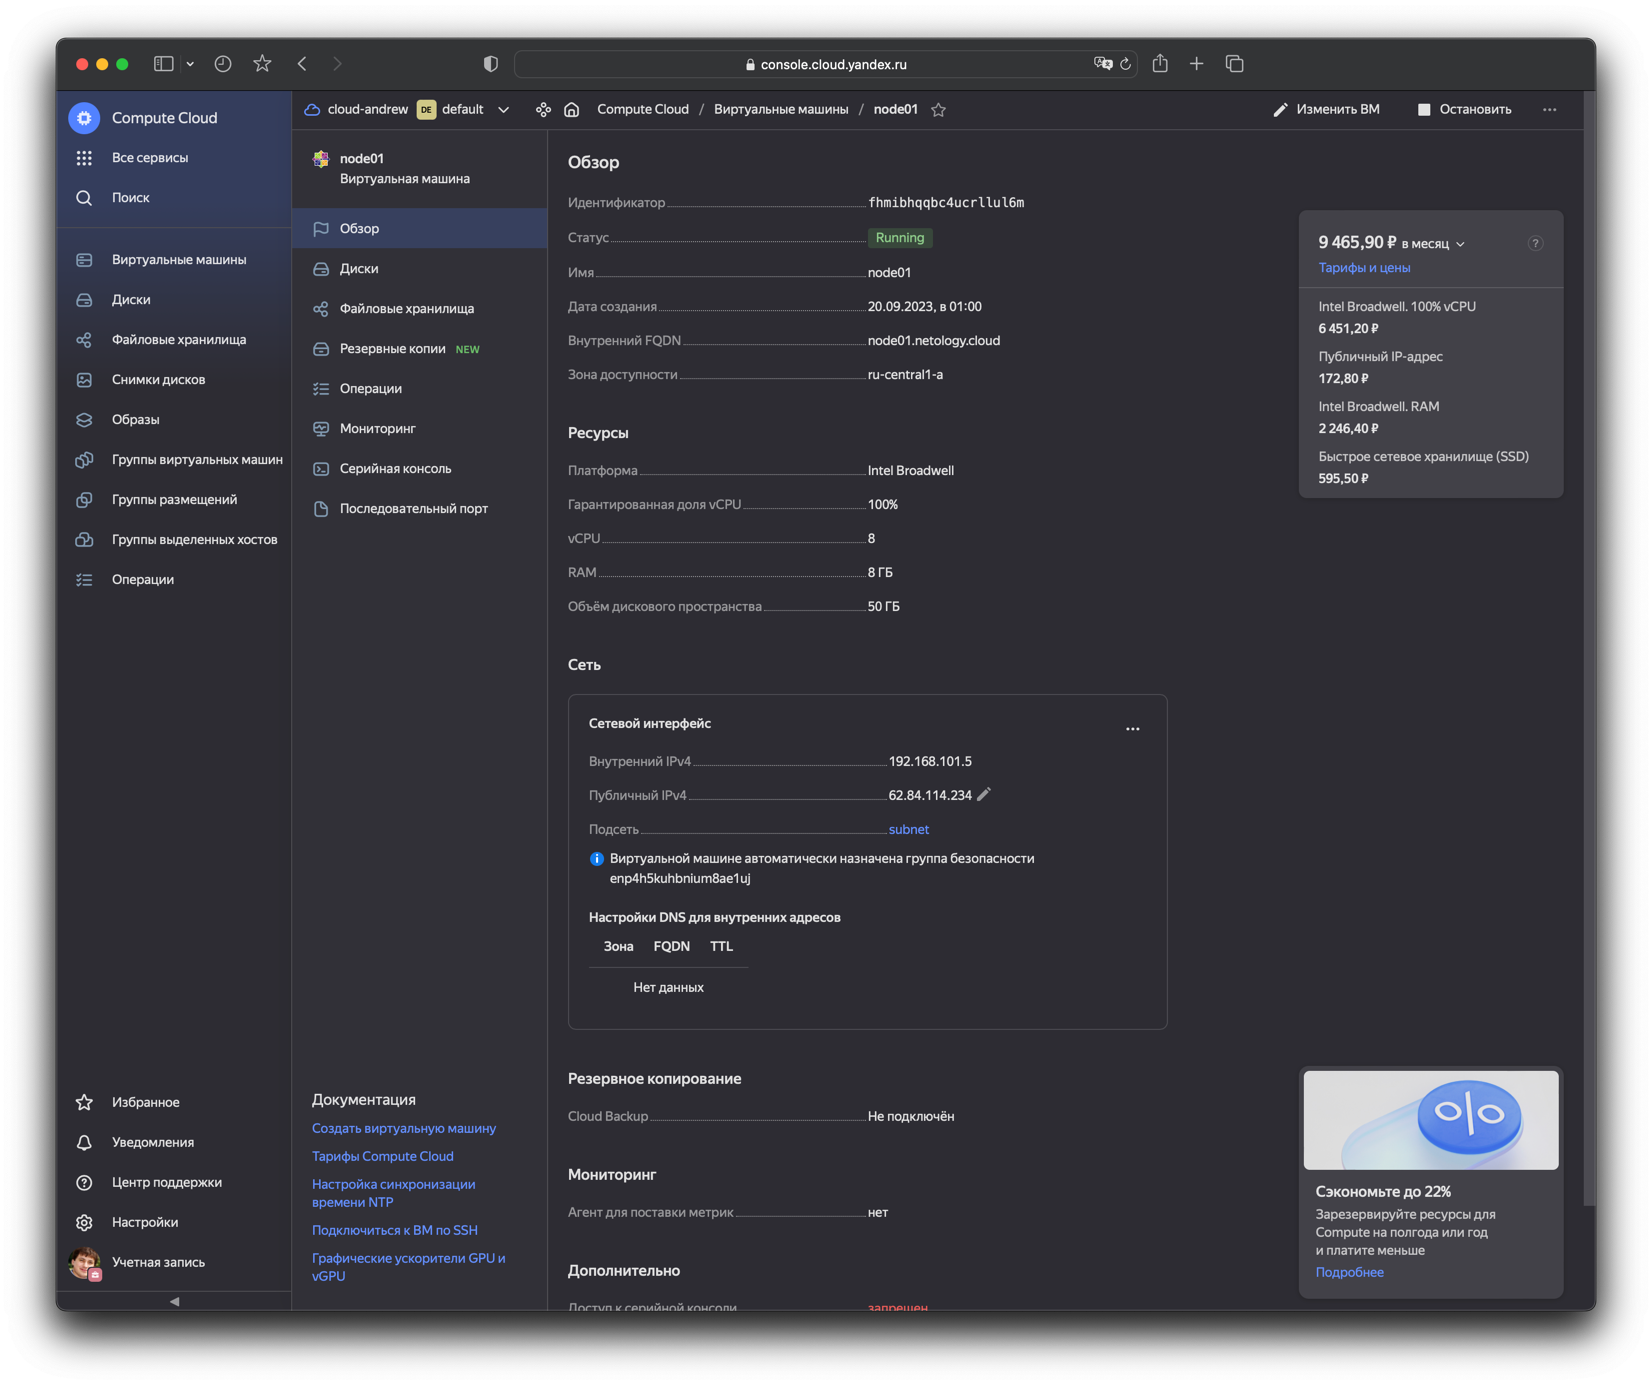 console.cloud.yandex.ru
Compute Cloud
Все сервисы
Поиск
Виртуальные машины
Диски
Файловые хранилища
Снимки дисков
Образы
Группы виртуальных машин
Группы размещений
Группы выделенных хостов
Операции
Избранное
Уведомления
Центр поддержки
Настройки
Учетная запись
cloud-andrew DE default
Compute Cloud / Виртуальные машины / node01
Изменить ВМ
Остановить
node01
Виртуальная машина
Обзор
Диски
Файловые хранилища
Резервные копии NEW
Операции
Мониторинг
Серийная консоль
Последовательный порт
Документация
Создать виртуальную машину
Тарифы Compute Cloud
Настройка синхронизации
времени NTP
Подключиться к ВМ по SSH
Графические ускорители GPU и
vGPU
Обзор
Идентификатор fhmibhqqbc4ucrllul6m
Статус Running
Имя node01
Дата создания 20.09.2023, в 01:00
Внутренний FQDN node01.netology.cloud
Зона доступности ru-central1-a
Ресурсы
Платформа Intel Broadwell
Гарантированная доля vCPU 100%
vCPU 8
RAM 8 ГБ
Объём дискового пространства 50 ГБ
Сеть
Сетевой интерфейс
Внутренний IPv4 192.168.101.5
Публичный IPv4 62.84.114.234
Подсеть subnet
Виртуальной машине автоматически назначена группа безопасности
enp4h5kuhbnium8ae1uj
Настройки DNS для внутренних адресов
Зона FQDN TTL
Нет данных
Резервное копирование
Cloud Backup Не подключён
Мониторинг
Агент для поставки метрик нет
Дополнительно
Доступ к серийной консоли запрещен
9 465,90 ₽ в месяц
Тарифы и цены
Intel Broadwell. 100% vCPU
6 451,20 ₽
Публичный IP-адрес
172,80 ₽
Intel Broadwell. RAM
2 246,40 ₽
Быстрое сетевое хранилище (SSD)
595,50 ₽
%
Сэкономьте до 22%
Зарезервируйте ресурсы для
Compute на полгода или год
и платите меньше
Подробнее